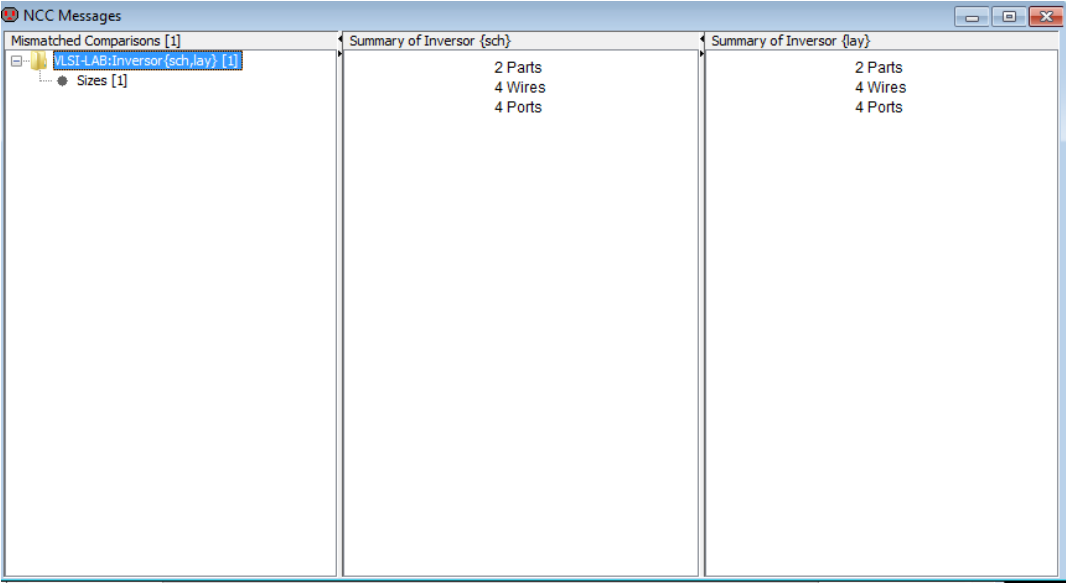 NCC Messages
Mismatched Comparisons [1]
VLSI-LAB:Inversor{sch,lay} [1]
Sizes [1]
Summary of Inversor {sch}
2 Parts
4 Wires
4 Ports
Summary of Inversor {lay}
2 Parts
4 Wires
4 Ports